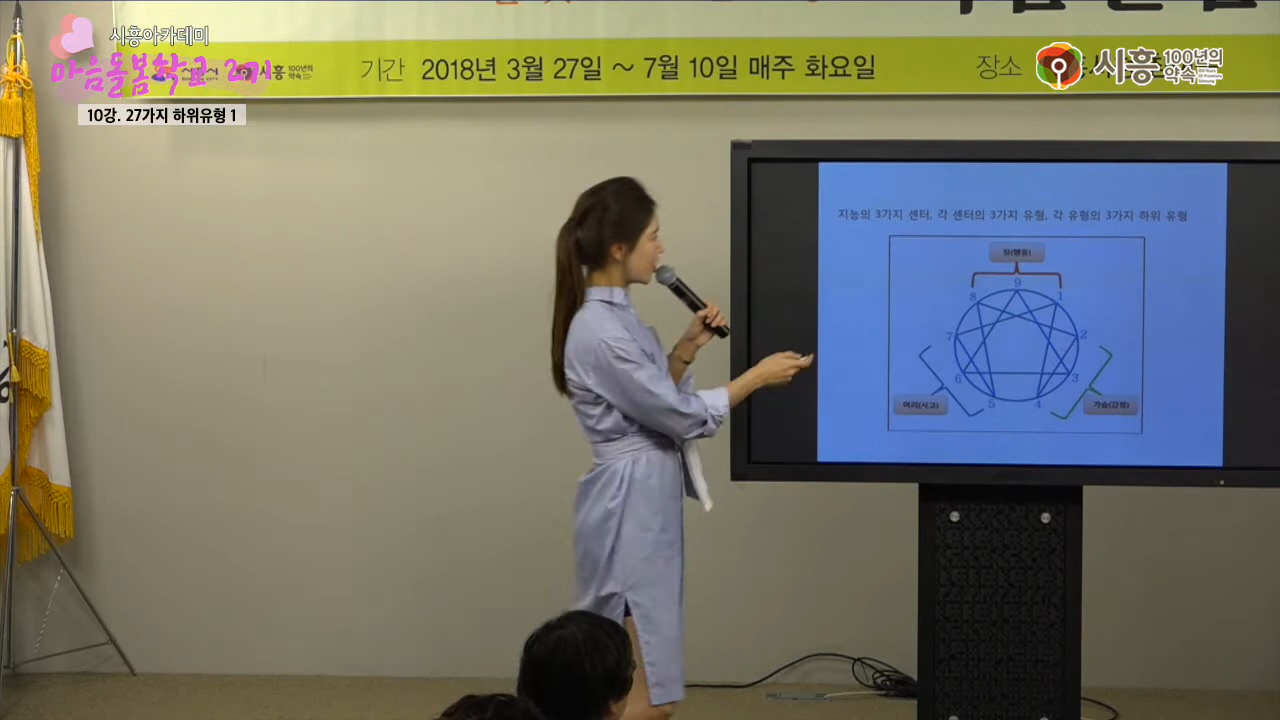 시흥아카데미
마음돌봄학교 2기
10강. 27가지 하위유형 1
기간 2018년 3월 27일 ~ 7월 10일 매주 화요일
장소
시흥 100년의 약속
지능의 3가지 센터, 각 센터의 3가지 유형, 각 유형의 3가지 하위 유형
장(행동)
9
8 1
7 2
6 3
5 4
머리(사고) 가슴(감정)